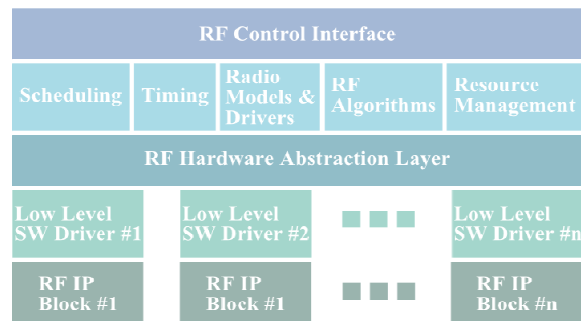 RF Control Interface
Scheduling
Timing
Radio
Models &
Drivers
RF
Algorithms
Resource
Management
RF Hardware Abstraction Layer
Low Level
SW Driver #1
Low Level
SW Driver #2
Low Level
SW Driver #n
RF IP
Block #1
RF IP
Block #1
RF IP
Block #n